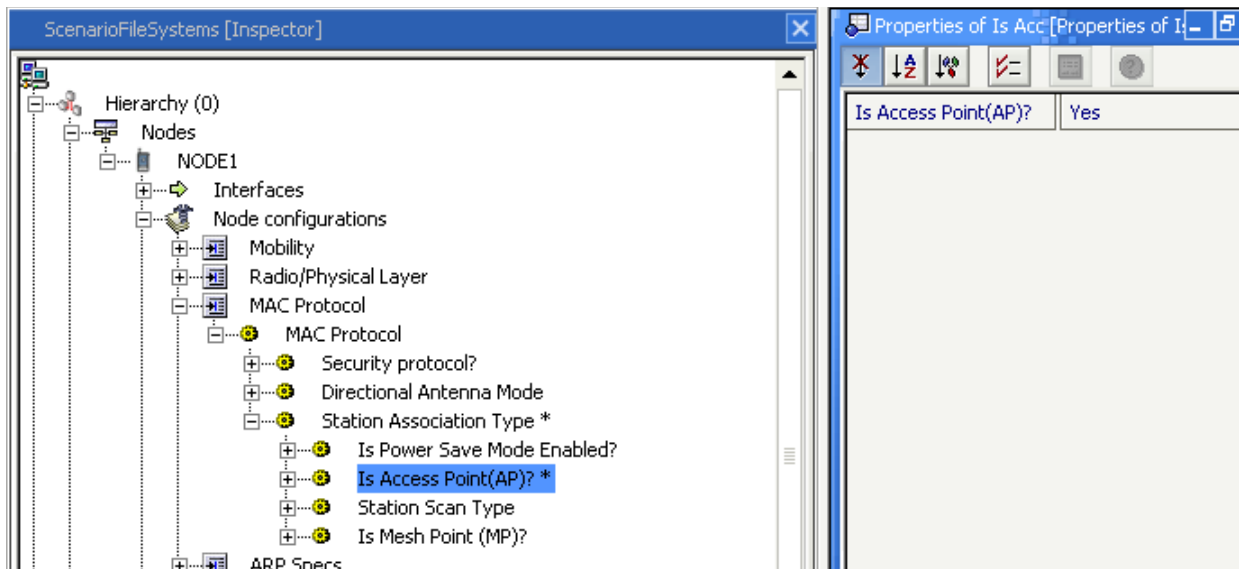 ScenarioFileSystems [Inspector]
Hierarchy (0)
Nodes
NODE1
Interfaces
Node configurations
Mobility
Radio/Physical Layer
MAC Protocol
MAC Protocol
Security protocol?
Directional Antenna Mode
Station Association Type *
Is Power Save Mode Enabled?
Is Access Point(AP)? *
Station Scan Type
Is Mesh Point (MP)?
ARP Specs
Properties of Is Acc [Properties of
Is Access Point(AP)? Yes